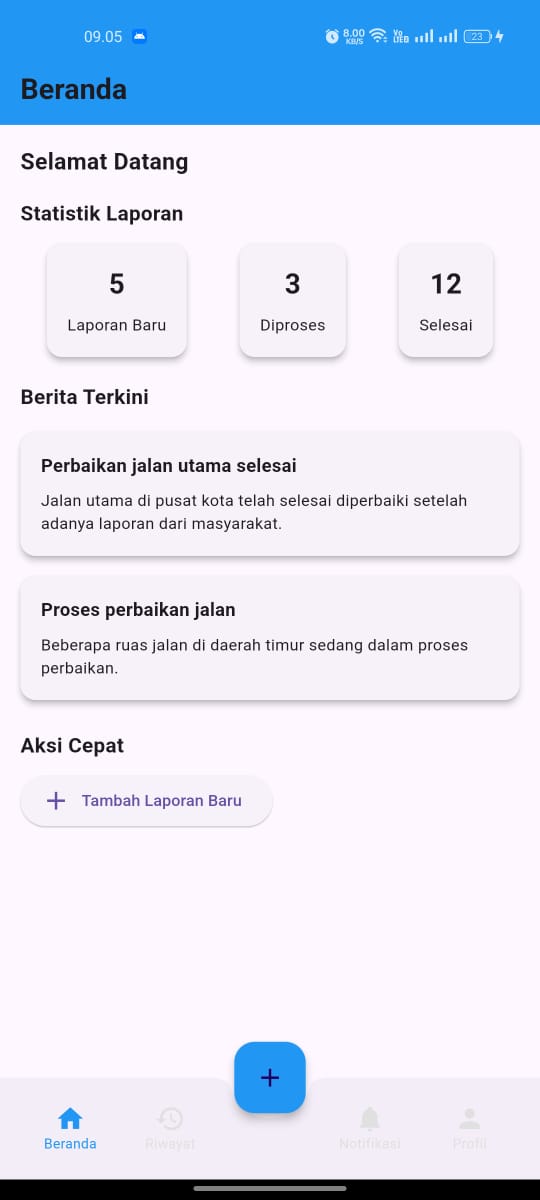 09.05
8.00
KB/S
Vo
LTE
23
Beranda
Selamat Datang
Statistik Laporan
5
3
12
Laporan Baru
Diproses
Selesai
Berita Terkini
Perbaikan jalan utama selesai
Jalan utama di pusat kota telah selesai diperbaiki setelah
adanya laporan dari masyarakat.
Proses perbaikan jalan
Beberapa ruas jalan di daerah timur sedang dalam proses
perbaikan.
Aksi Cepat
+ Tambah Laporan Baru
+
Beranda
Riwayat
Notifikasi
Profil